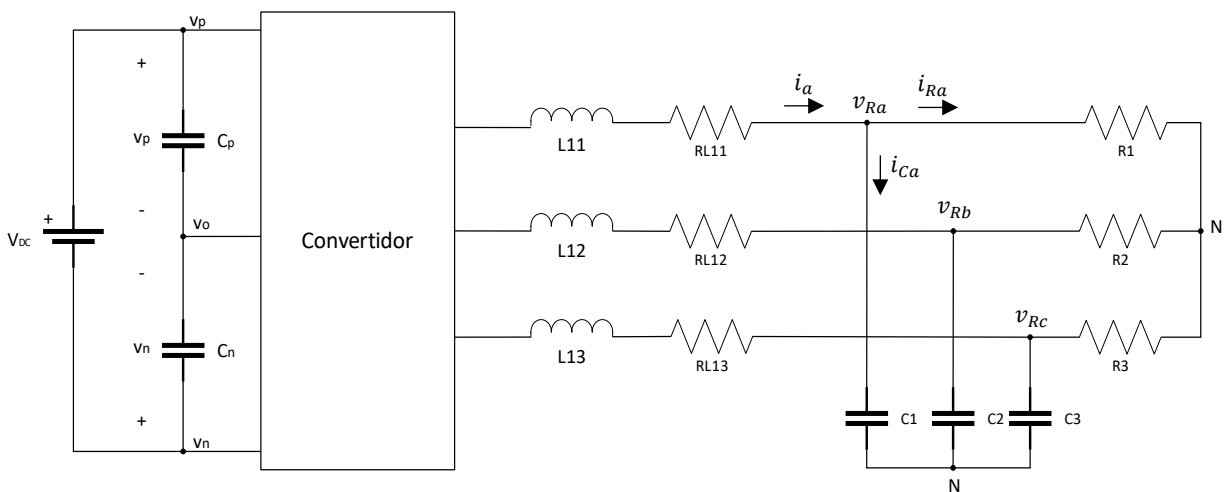 vp
+
vp
Cp
-
vo
-
vn
Cn
+
vn
+
VDC
Convertidor
L11
RL11
ia
vRa
iRa
R1
iCa
L12
RL12
vRb
R2
N
L13
RL13
vRc
R3
C1
C2
C3
N